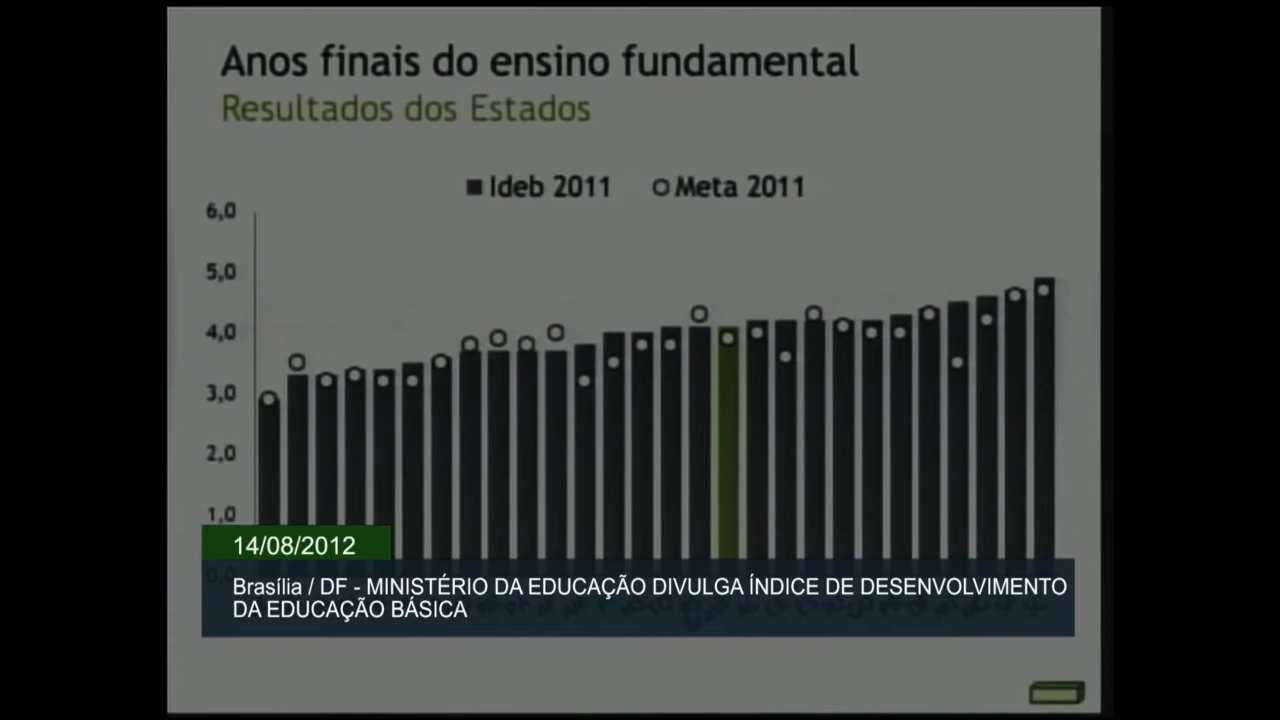 Anos finais do ensino fundamental
Resultados dos Estados
Ideb 2011 Meta 2011
6,0
5,0
4,0
3,0
2,0
1,0
14/08/2012
Brasília / DF - MINISTÉRIO DA EDUCAÇÃO DIVULGA ÍNDICE DE DESENVOLVIMENTO
DA EDUCAÇÃO BÁSICA